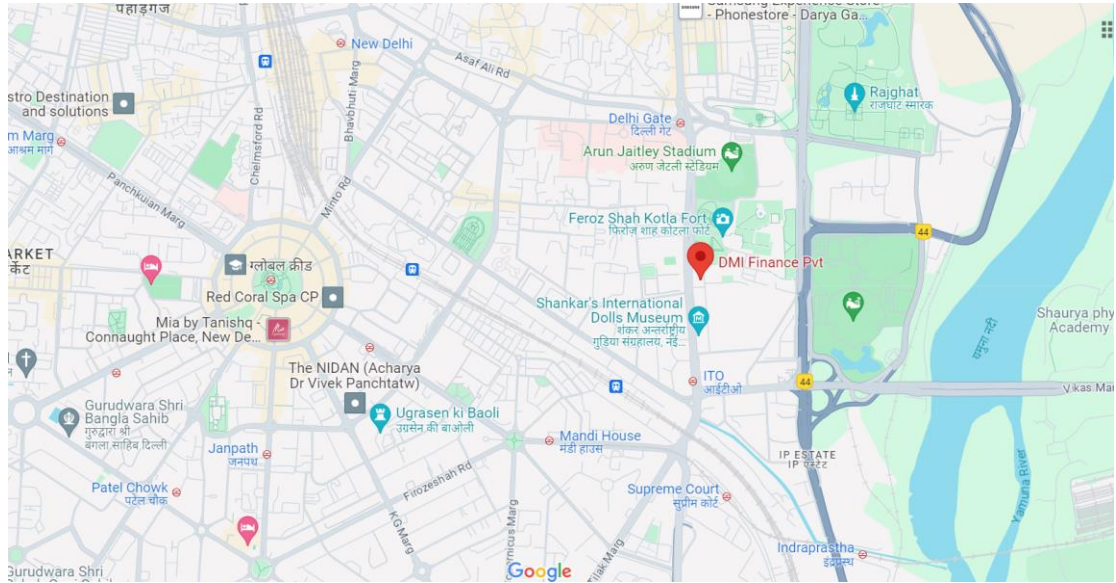 पहाड़गंज
New Delhi
Asaf Ali Rd
- Phonestore - Darya Ga...
Rajghat
राजघाट स्मारक
stro Destination
and solutions
Chelmsford Rd
Bhavbhuti Marg
Delhi Gate
दिल्ली गेट
m Marg
आश्रम मार्ग
Arun Jaitley Stadium
अरुण जेटली स्टेडियम
Panchkuian Marg
Minto Rd
Feroz Shah Kotla Fort
फ़िरोज़ शाह कोटला फोर्ट
44
ARKET
र्केट
ग्लोबल क्रीड
DMI Finance Pvt
Red Coral Spa CP
Shankar's International
Dolls Museum
शंकर अन्तर्राष्ट्रीय
गुड़िया संग्रहालय, नई...
Mia by Tanishq -
Connaught Place, New De...
Shaurya phy
Academy
यमुना नदी
The NIDAN (Acharya
Dr Vivek Panchtatw)
ITO
आईटीओ
44
Vikas Mar
Gurudwara Shri
Bangla Sahib
गुरुद्वारा श्री
बंगला साहिब दिल्ली
Ugrasen ki Baoli
उग्रसेन की बाओली
Mandi House
मंडी हाउस
Janpath
जनपथ
IP ESTATE
IP एस्टेट
Patel Chowk
पटेल चौक
Firozeshah Rd
Supreme Court
सुप्रीम कोर्ट
Yamuna River
KG Marg
ernicus Marg
Tilak Marg
Indraprastha
इंद्रप्रस्थ
Gurudwara Shri
Google